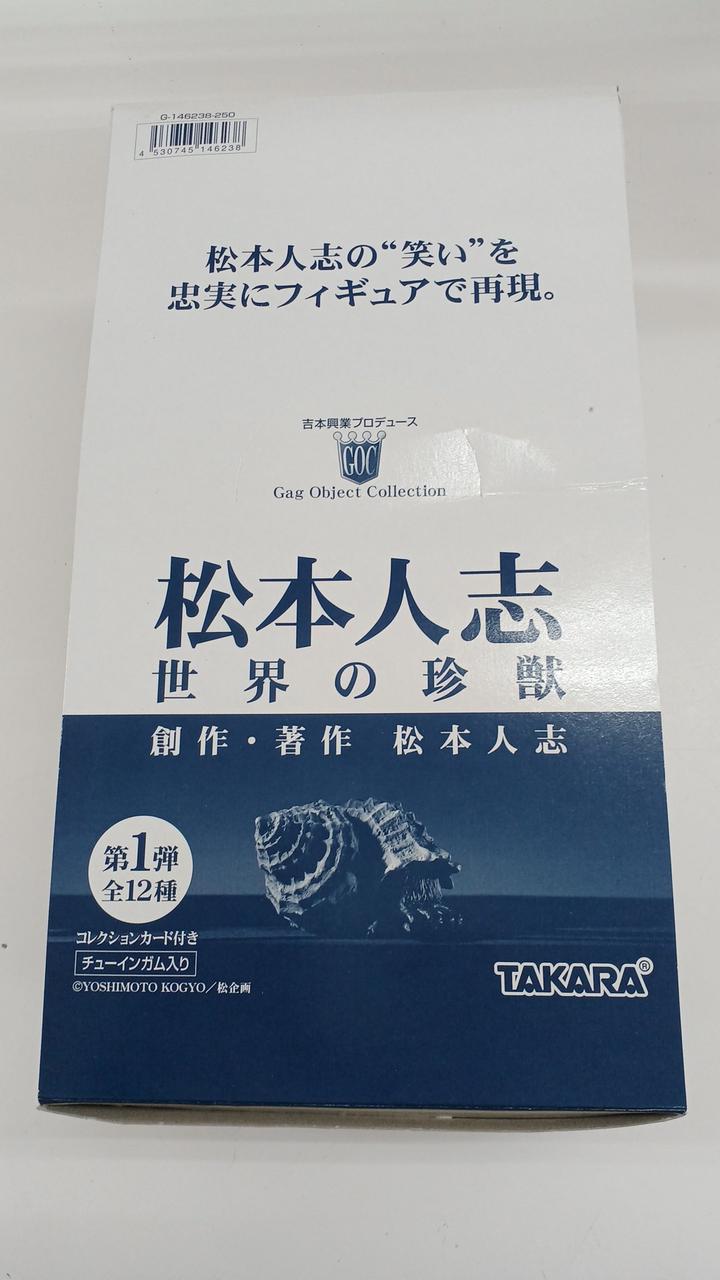 G-146238-250
4 530745 146238
松本人志の“笑い”を
忠実にフィギュアで再現。
吉本興業プロデュース
GOC
Gag Object Collection
松本人志
世界の珍獣
創作・著作 松本人志
第1弾
全12種
コレクションカード付き
チューインガム入り
©YOSHIMOTO KOGYO/松企画
TAKARA®